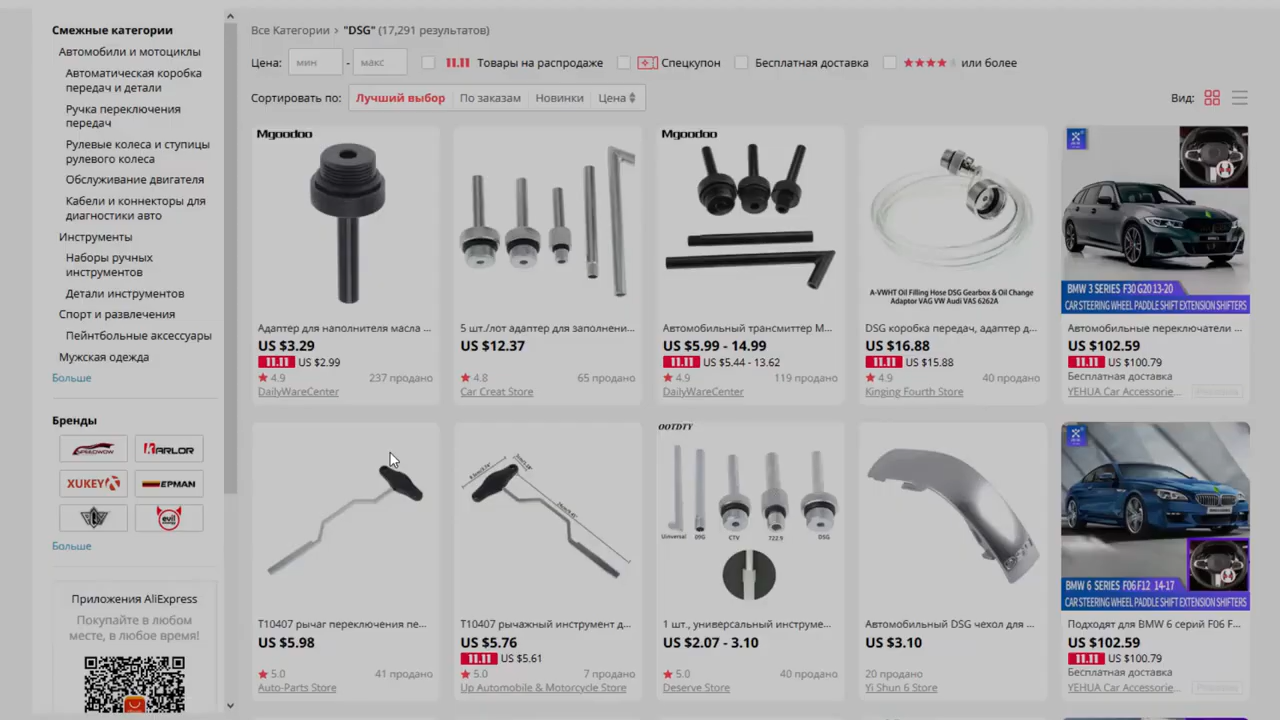 Смежные категории
Автомобили и мотоциклы
Автоматическая коробка
передач и детали
Ручка переключения
передач
Рулевые колеса и ступицы
рулевого колеса
Обслуживание двигателя
Кабели и коннекторы для
диагностики авто
Инструменты
Наборы ручных
инструментов
Детали инструментов
Спорт и развлечения
Пейнтбольные аксессуары
Мужская одежда
Больше
Бренды
SPEEDWOW KARLOR
XUKEY EPMAN
evil
Больше
Приложения AliExpress
Покупайте в любом
месте, в любое время!
Все Категории > "DSG" (17,291 результатов)
Цена: мин - макс 11.11 Товары на распродаже Спецкупон Бесплатная доставка или более
Сортировать по: Лучший выбор По заказам Новинки Цена Вид:
Mgoodoo
Адаптер для наполнителя масла ...
US $3.29
11.11 US $2.99
4.9 237 продано
DailyWareCenter
5 шт./лот адаптер для заполнени...
US $12.37
4.8 65 продано
Car Creat Store
Mgoodoo
Автомобильный трансмиттер M...
US $5.99 - 14.99
11.11 US $5.44 - 13.62
4.9 119 продано
DailyWareCenter
A-VWHT Oil Filling Hose DSG Gearbox & Oil Change
Adaptor VAG VW Audi VAS 6262A
DSG коробка передач, адаптер д...
US $16.88
11.11 US $15.88
4.9 40 продано
Kinging Fourth Store
BMW 3 SERIES F30 G20 13-20
CAR STEERING WHEEL PADDLE SHIFT EXTENSION SHIFTERS
Автомобильные переключатели ...
US $102.59
11.11 US $100.79
Бесплатная доставка
YEHUA Car Accessorie...
T10407 рычаг переключения пе...
US $5.98
5.0 41 продано
Auto-Parts Store
T10407 рычажный инструмент д...
US $5.76
11.11 US $5.61
5.0 7 продано
Up Automobile & Motorcycle Store
OOTDTY
Universal DSG CTV 722.9 DSG
1 шт., универсальный инструме...
US $2.07 - 3.10
5.0 40 продано
Deserve Store
Автомобильный DSG чехол для ...
US $3.10
20 продано
Yi Shun 6 Store
BMW 6 SERIES F06 F12 14-17
CAR STEERING WHEEL PADDLE SHIFT EXTENSION SHIFTERS
Подходят для BMW 6 серий F06 F...
US $102.59
11.11 US $100.79
Бесплатная доставка
YEHUA Car Accessorie...